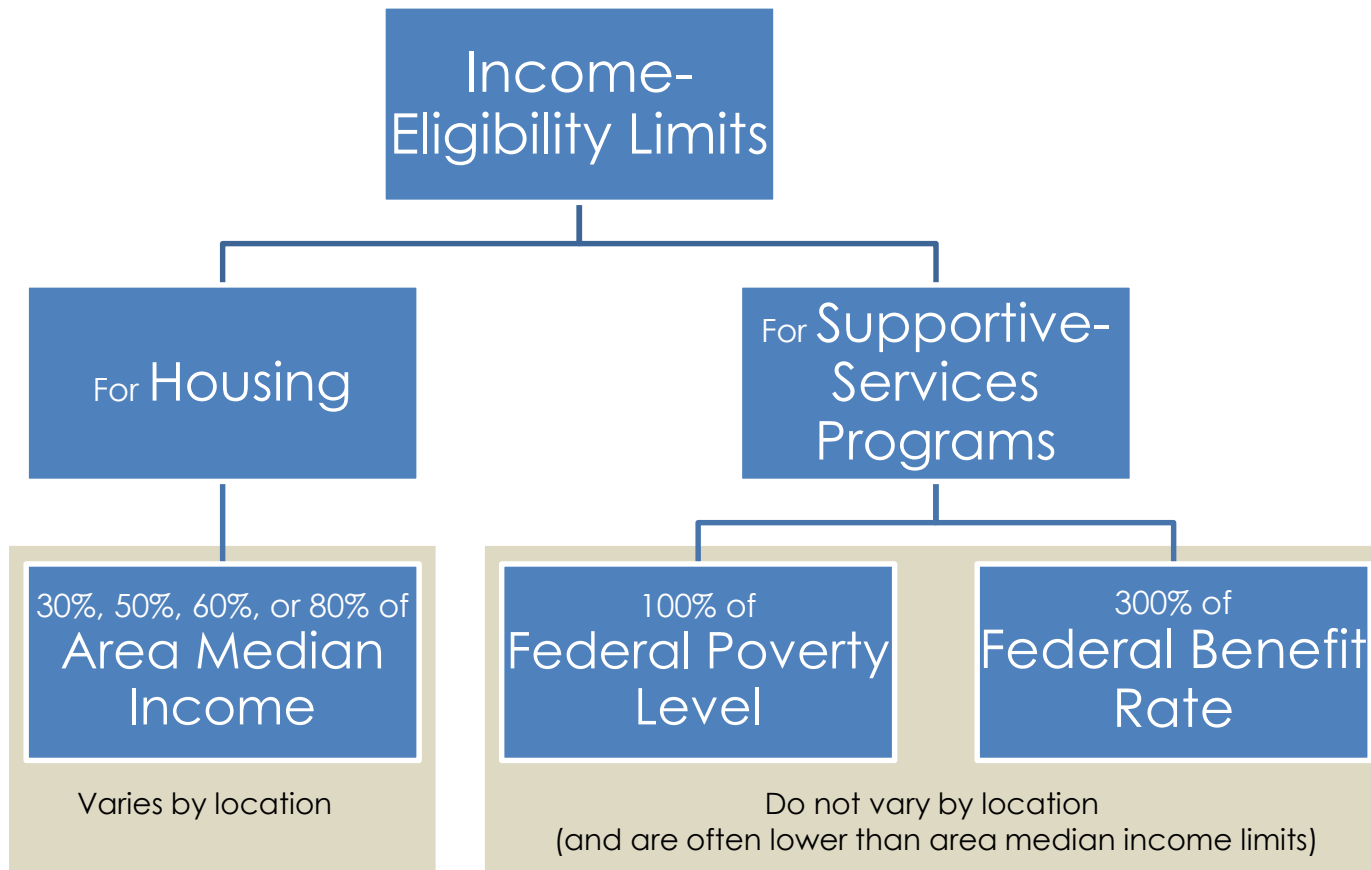 Income-
Eligibility Limits
For Housing
For Supportive-
Services
Programs
30%, 50%, 60%, or 80% of
Area Median
Income
100% of
Federal Poverty
Level
300% of
Federal Benefit
Rate
Varies by location
Do not vary by location
(and are often lower than area median income limits)